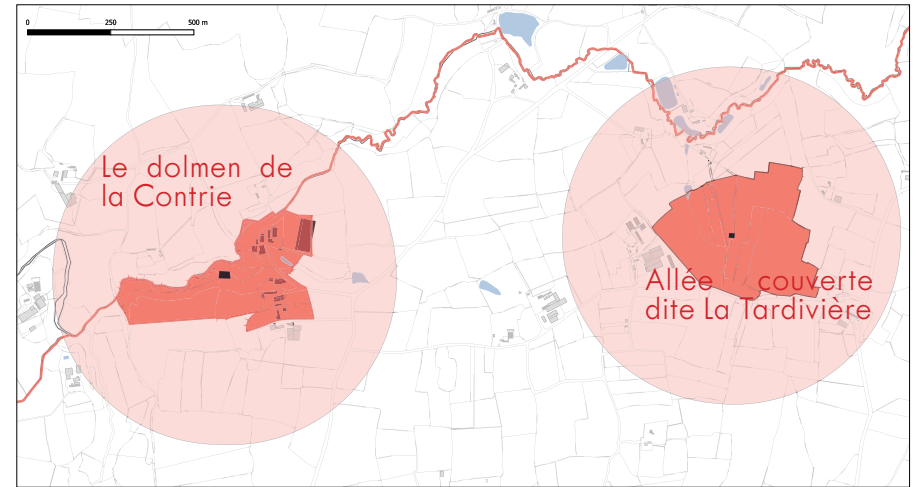 0 250 500 m
Le dolmen de
la Contrie
Allée couverte
dite La Tardivière